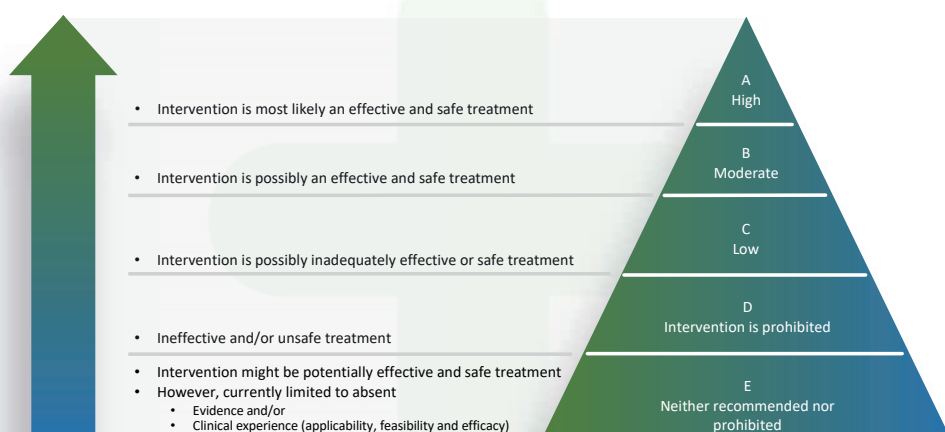 A
High
• Intervention is most likely an effective and safe treatment
B
Moderate
• Intervention is possibly an effective and safe treatment
C
Low
• Intervention is possibly inadequately effective or safe treatment
D
Intervention is prohibited
• Ineffective and/or unsafe treatment
• Intervention might be potentially effective and safe treatment
• However, currently limited to absent
• Evidence and/or
• Clinical experience (applicability, feasibility and efficacy)
E
Neither recommended nor
prohibited